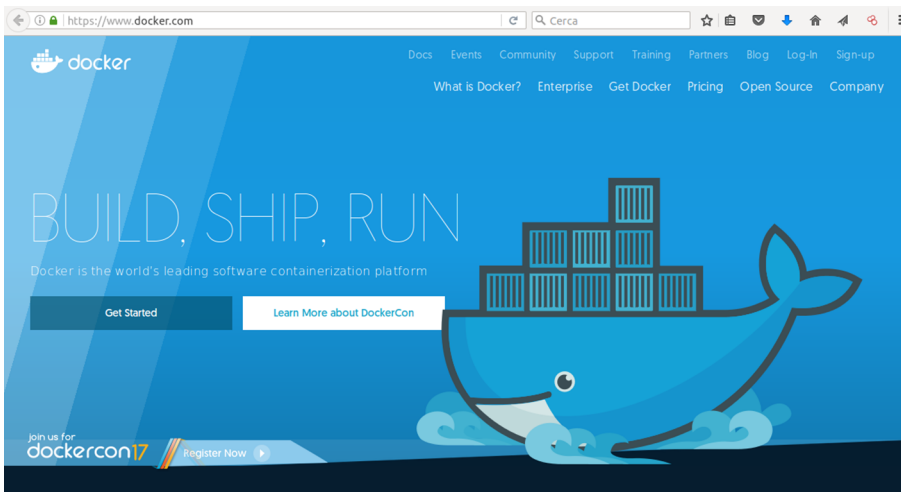 https://www.docker.com
Cerca
docker
Docs Events Community Support Training Partners Blog Log-In Sign-up
What is Docker? Enterprise Get Docker Pricing Open Source Company
BUILD, SHIP, RUN
Docker is the world's leading software containerization platform
Get Started
Learn More about DockerCon
join us for
dockercon17
Register Now